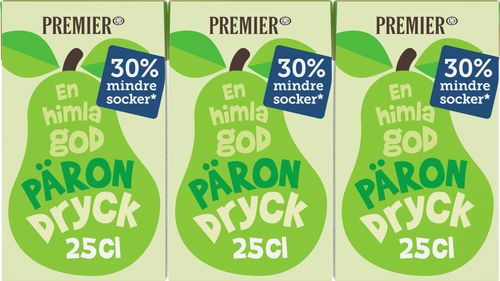 PREMIER
30%
mindre
socker*
En
himla
GOD
PÄRON
Dryck
25cl
PREMIER
30%
mindre
socker*
En
himla
GOD
PÄRON
Dryck
25cl
PREMIER
30%
mindre
socker*
En
himla
GOD
PÄRON
Dryck
25cl